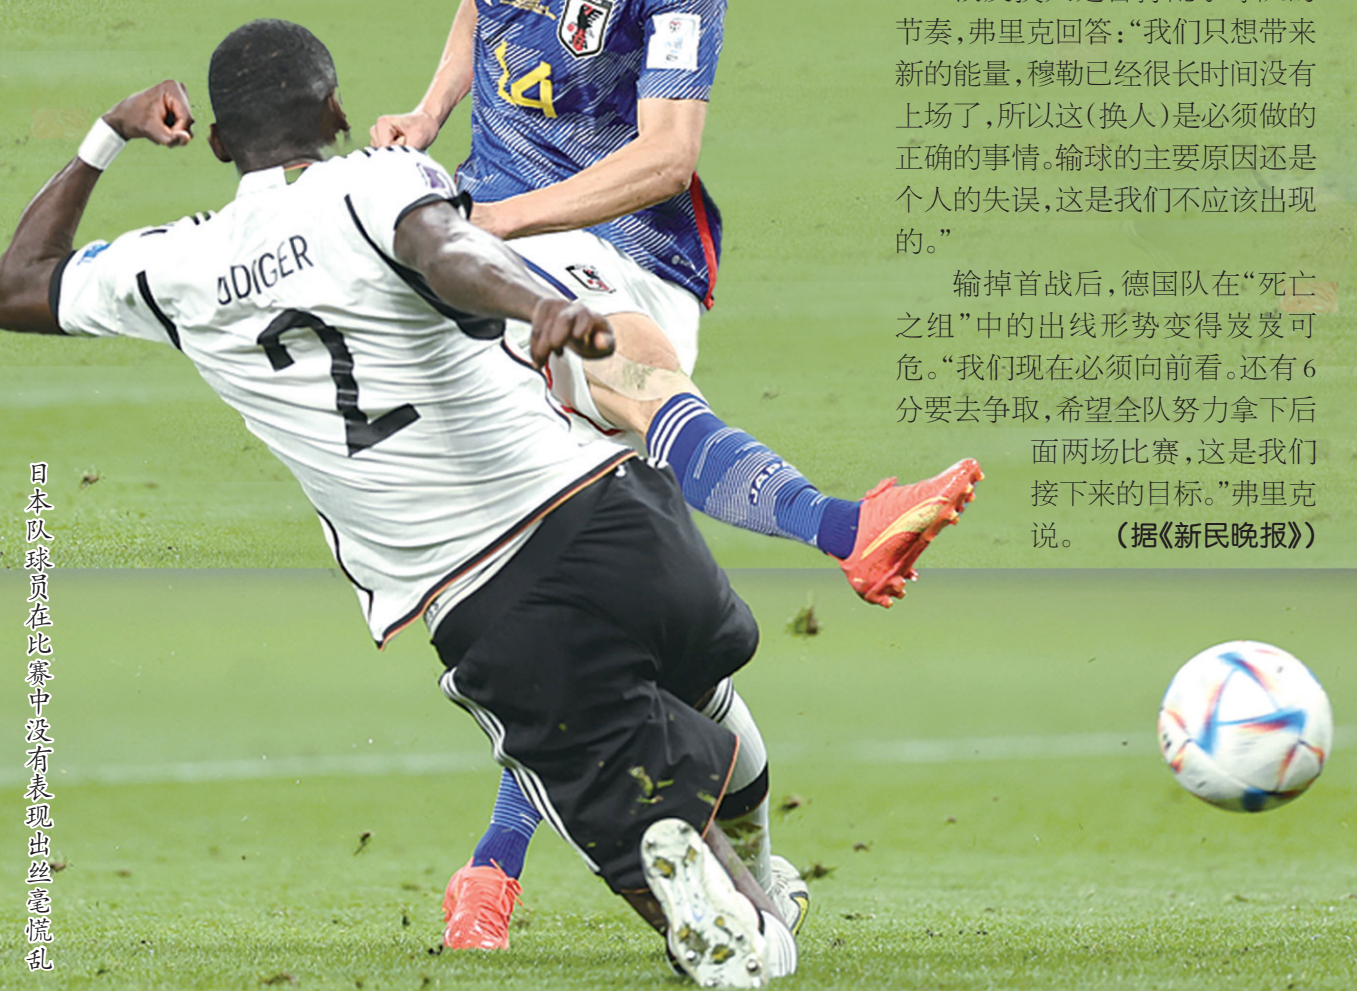 节奏,弗里克回答:“我们只想带来
新的能量,穆勒已经很长时间没有
上场了,所以这(换人)是必须做的
正确的事情。输球的主要原因还是
个人的失误,这是我们不应该出现
的。”
输掉首战后,德国队在“死亡
之组”中的出线形势变得岌岌可
危。“我们现在必须向前看。还有6
分要去争取,希望全队努力拿下后
面两场比赛,这是我们
接下来的目标。”弗里克
说。 (据《新民晚报》)
日本队球员在比赛中没有表现出丝毫慌乱
14
DIGER
2
JAPA